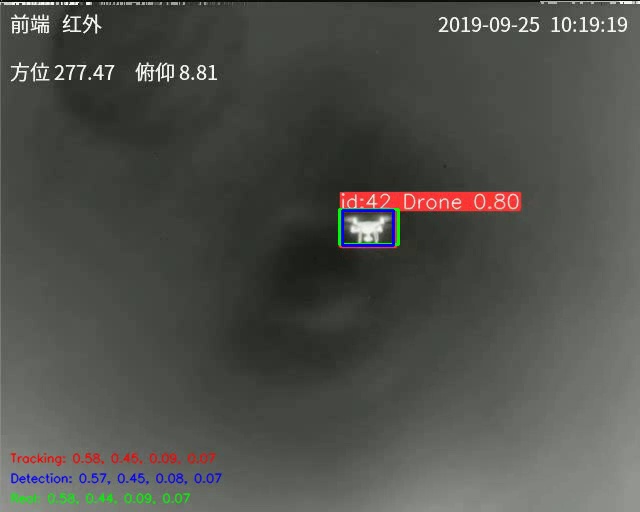 前端 红外
2019-09-25 10:19:19
方位 277.47 俯仰 8.81
id:42 Drone 0.80
Tracking: 0.58, 0.45, 0.09, 0.07
Detection: 0.57, 0.45, 0.08, 0.07
0.58, 0.44, 0.09, 0.07